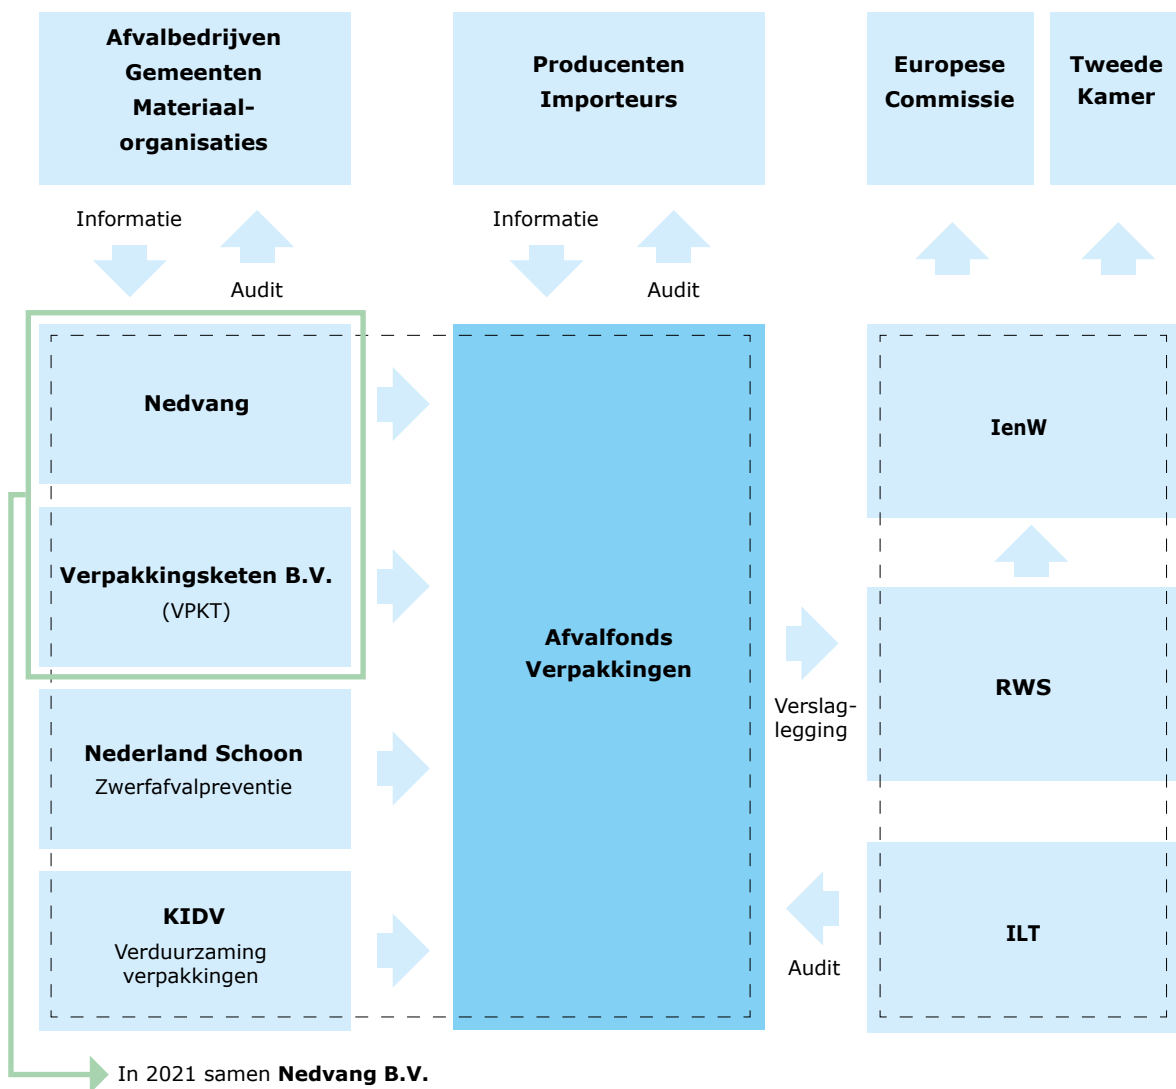 Afvalbedrijven
Gemeenten
Materiaal-
organisaties
Producenten
Importeurs
Europese
Commissie
Tweede
Kamer
Informatie
Audit
Informatie
Audit
Nedvang
Verpakkingsketen B.V.
(VPKT)
Nederland Schoon
Zwerfafvalpreventie
KIDV
Verduurzaming
verpakkingen
Afvalfonds
Verpakkingen
Verslag-
legging
Audit
IenW
RWS
ILT
In 2021 samen Nedvang B.V.